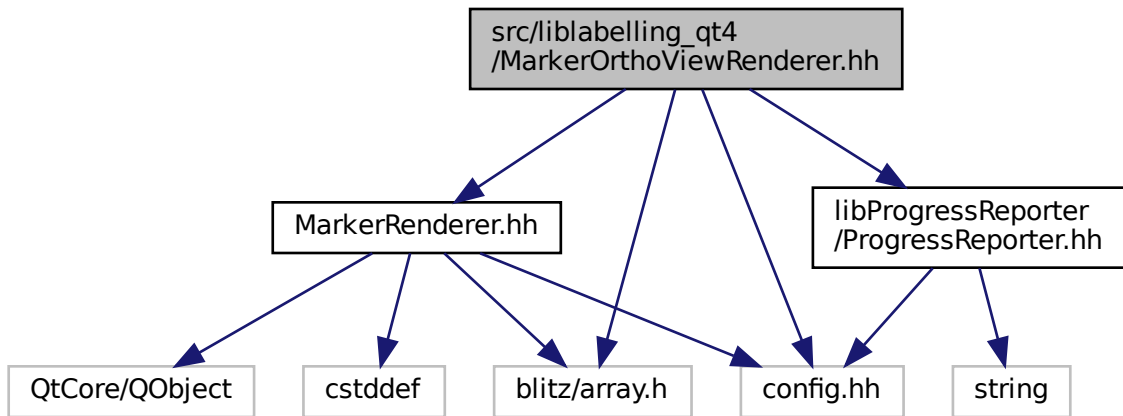 src/liblabelling_qt4
/MarkerOrthoViewRenderer.hh
MarkerRenderer.hh
libProgressReporter
/ProgressReporter.hh
QtCore/QObject
cstddef
blitz/array.h
config.hh
string